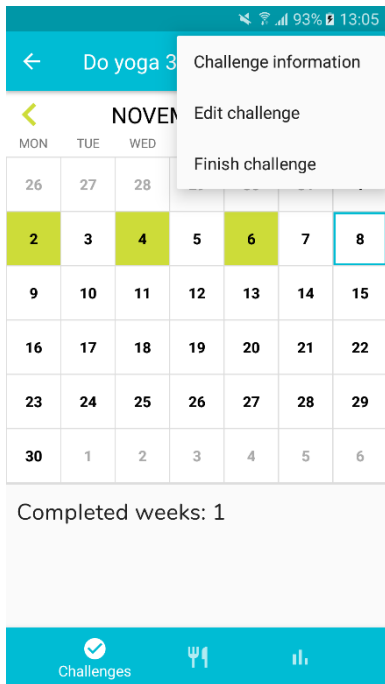 93% 13:05
Do yoga 3
Challenge information
Edit challenge
Finish challenge
NOVEM
MON TUE WED
26 27 28
2 3 4 5 6 7 8
9 10 11 12 13 14 15
16 17 18 19 20 21 22
23 24 25 26 27 28 29
30 1 2 3 4 5 6
Completed weeks: 1
Challenges